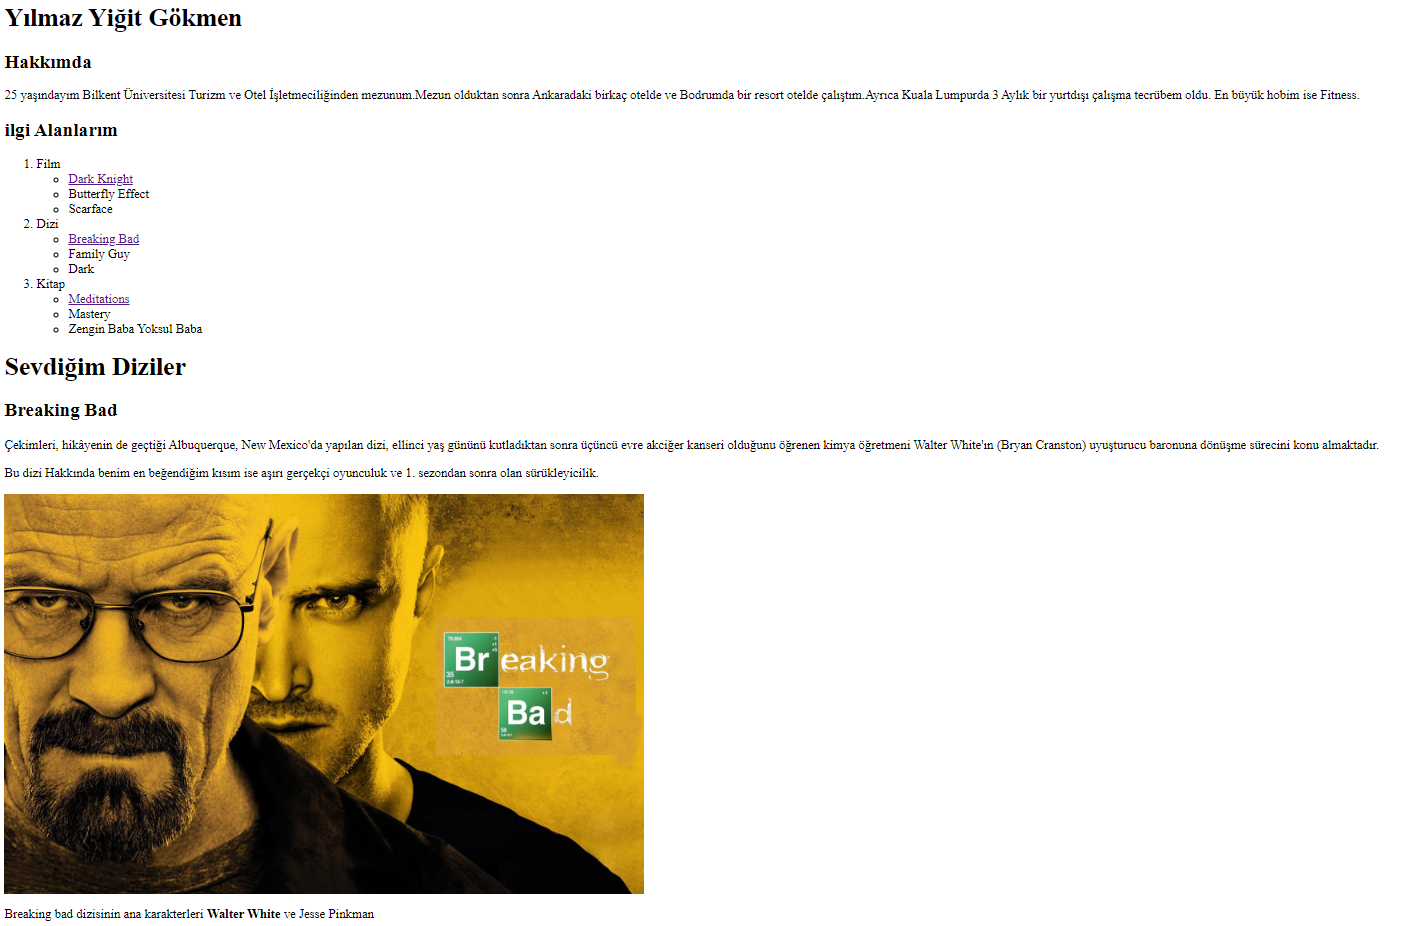 Yılmaz Yiğit Gökmen
Hakkımda
25 yaşındayım Bilkent Üniversitesi Turizm ve Otel İşletmeciliğinden mezunum.Mezun olduktan sonra Ankaradaki birkaç otelde ve Bodrumda bir resort otelde çalıştım.Ayrıca Kuala Lumpurda 3 Aylık bir yurtdışı çalışma tecrübem oldu. En büyük hobim ise Fitness.
ilgi Alanlarım
1. Film
Dark Knight
Butterfly Effect
Scarface
2. Dizi
Breaking Bad
Family Guy
Dark
3. Kitap
Meditations
Mastery
Zengin Baba Yoksul Baba
Sevdiğim Diziler
Breaking Bad
Çekimleri, hikâyenin de geçtiği Albuquerque, New Mexico'da yapılan dizi, ellinci yaş gününü kutladıktan sonra üçüncü evre akciğer kanseri olduğunu öğrenen kimya öğretmeni Walter White'ın (Bryan Cranston) uyuşturucu baronuna dönüşme sürecini konu almaktadır.
Bu dizi Hakkında benim en beğendiğim kısım ise aşırı gerçekçi oyunculuk ve 1. sezondan sonra olan sürükleyicilik.
Breaking
35
Bad
56
Breaking bad dizisinin ana karakterleri Walter White ve Jesse Pinkman